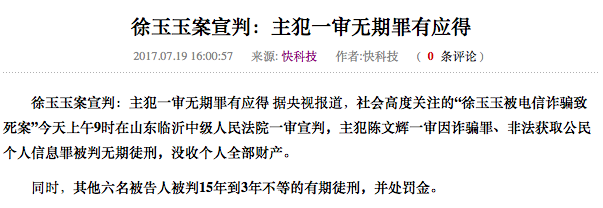 徐玉玉案宣判：主犯一审无期罪有应得
2017.07.19 16:00:57 来源: 快科技 作者:快科技 ( 0 条评论 )
徐玉玉案宣判：主犯一审无期罪有应得 据央视报道，社会高度关注的“徐玉玉被电信诈骗致
死案”今天上午9时在山东临沂中级人民法院一审宣判，主犯陈文辉一审因诈骗罪、非法获取公民
个人信息罪被判无期徒刑，没收个人全部财产。
同时，其他六名被告人被判15年到3年不等的有期徒刑，并处罚金。